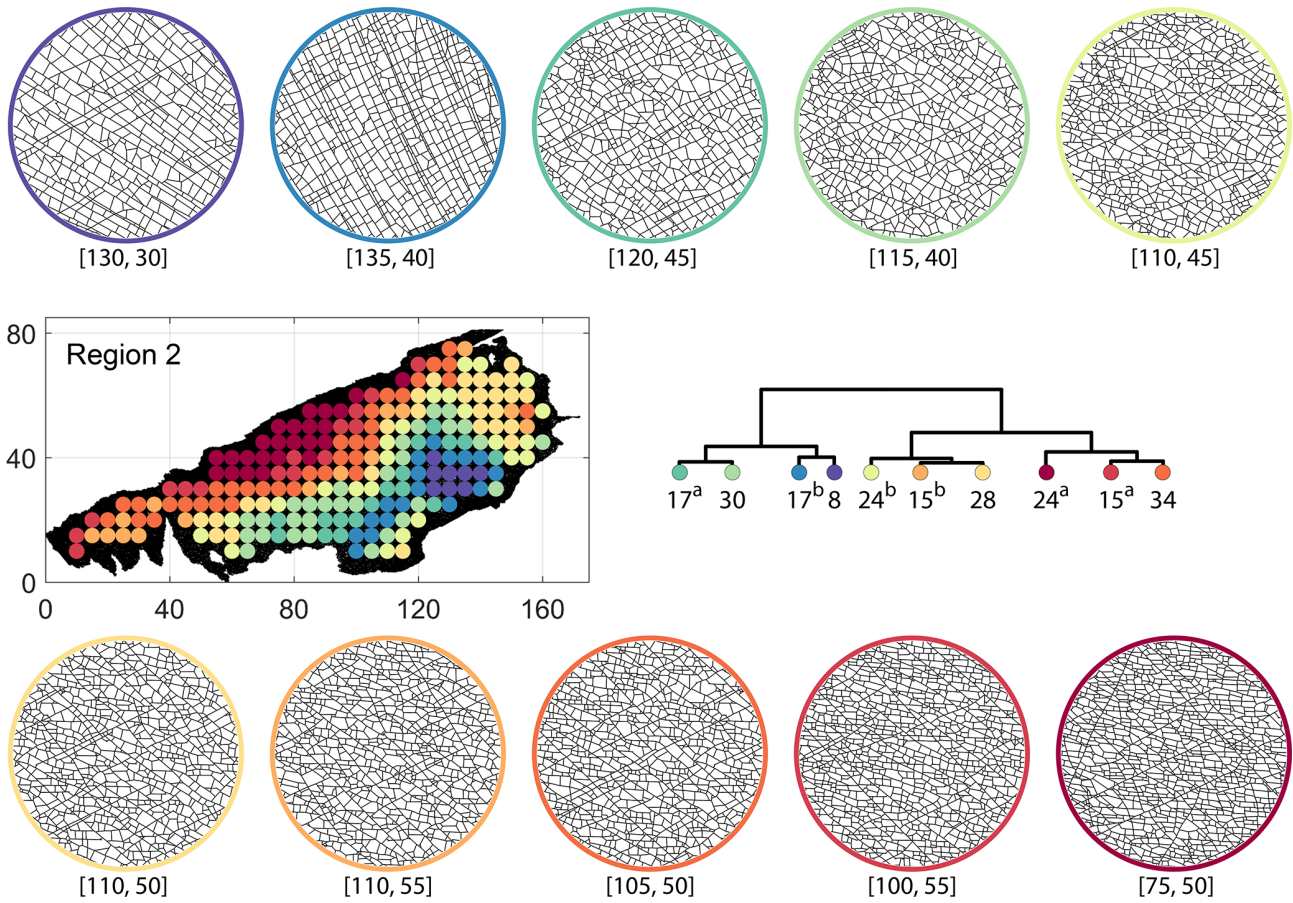 [130, 30] [135, 40] [120, 45] [115, 40] [110, 45]
80
Region 2
40
0
0 40 80 120 160
17a 30 17b 8 24b 15b 28 24a 15a 34
[110, 50] [110, 55] [105, 50] [100, 55] [75, 50]